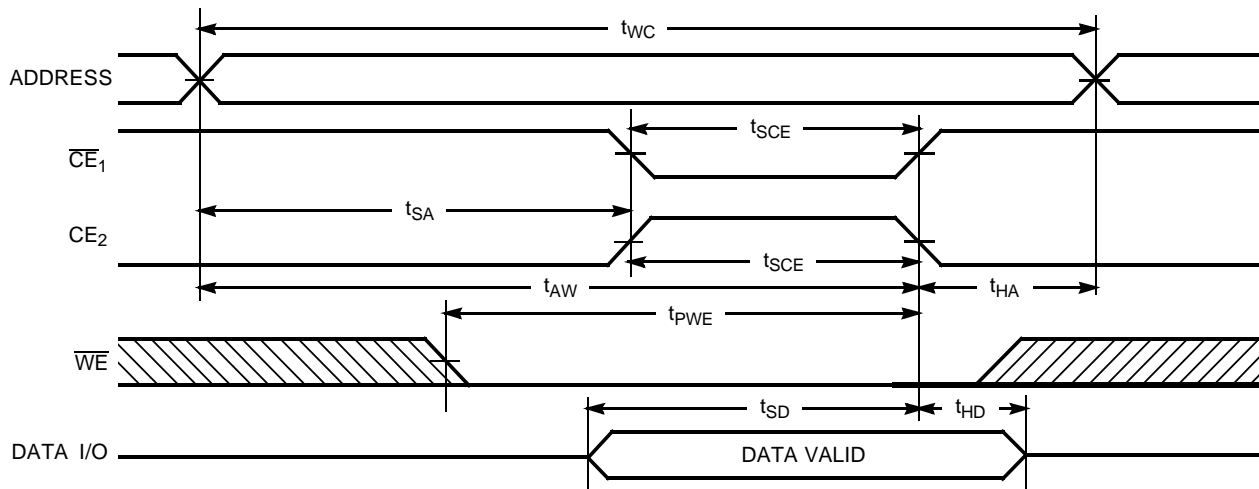 tWC
ADDRESS
tSCE
CE1
tSA
CE2
tSCE
tAW
tHA
tPWE
WE
tSD
tHD
DATA I/O
DATA VALID